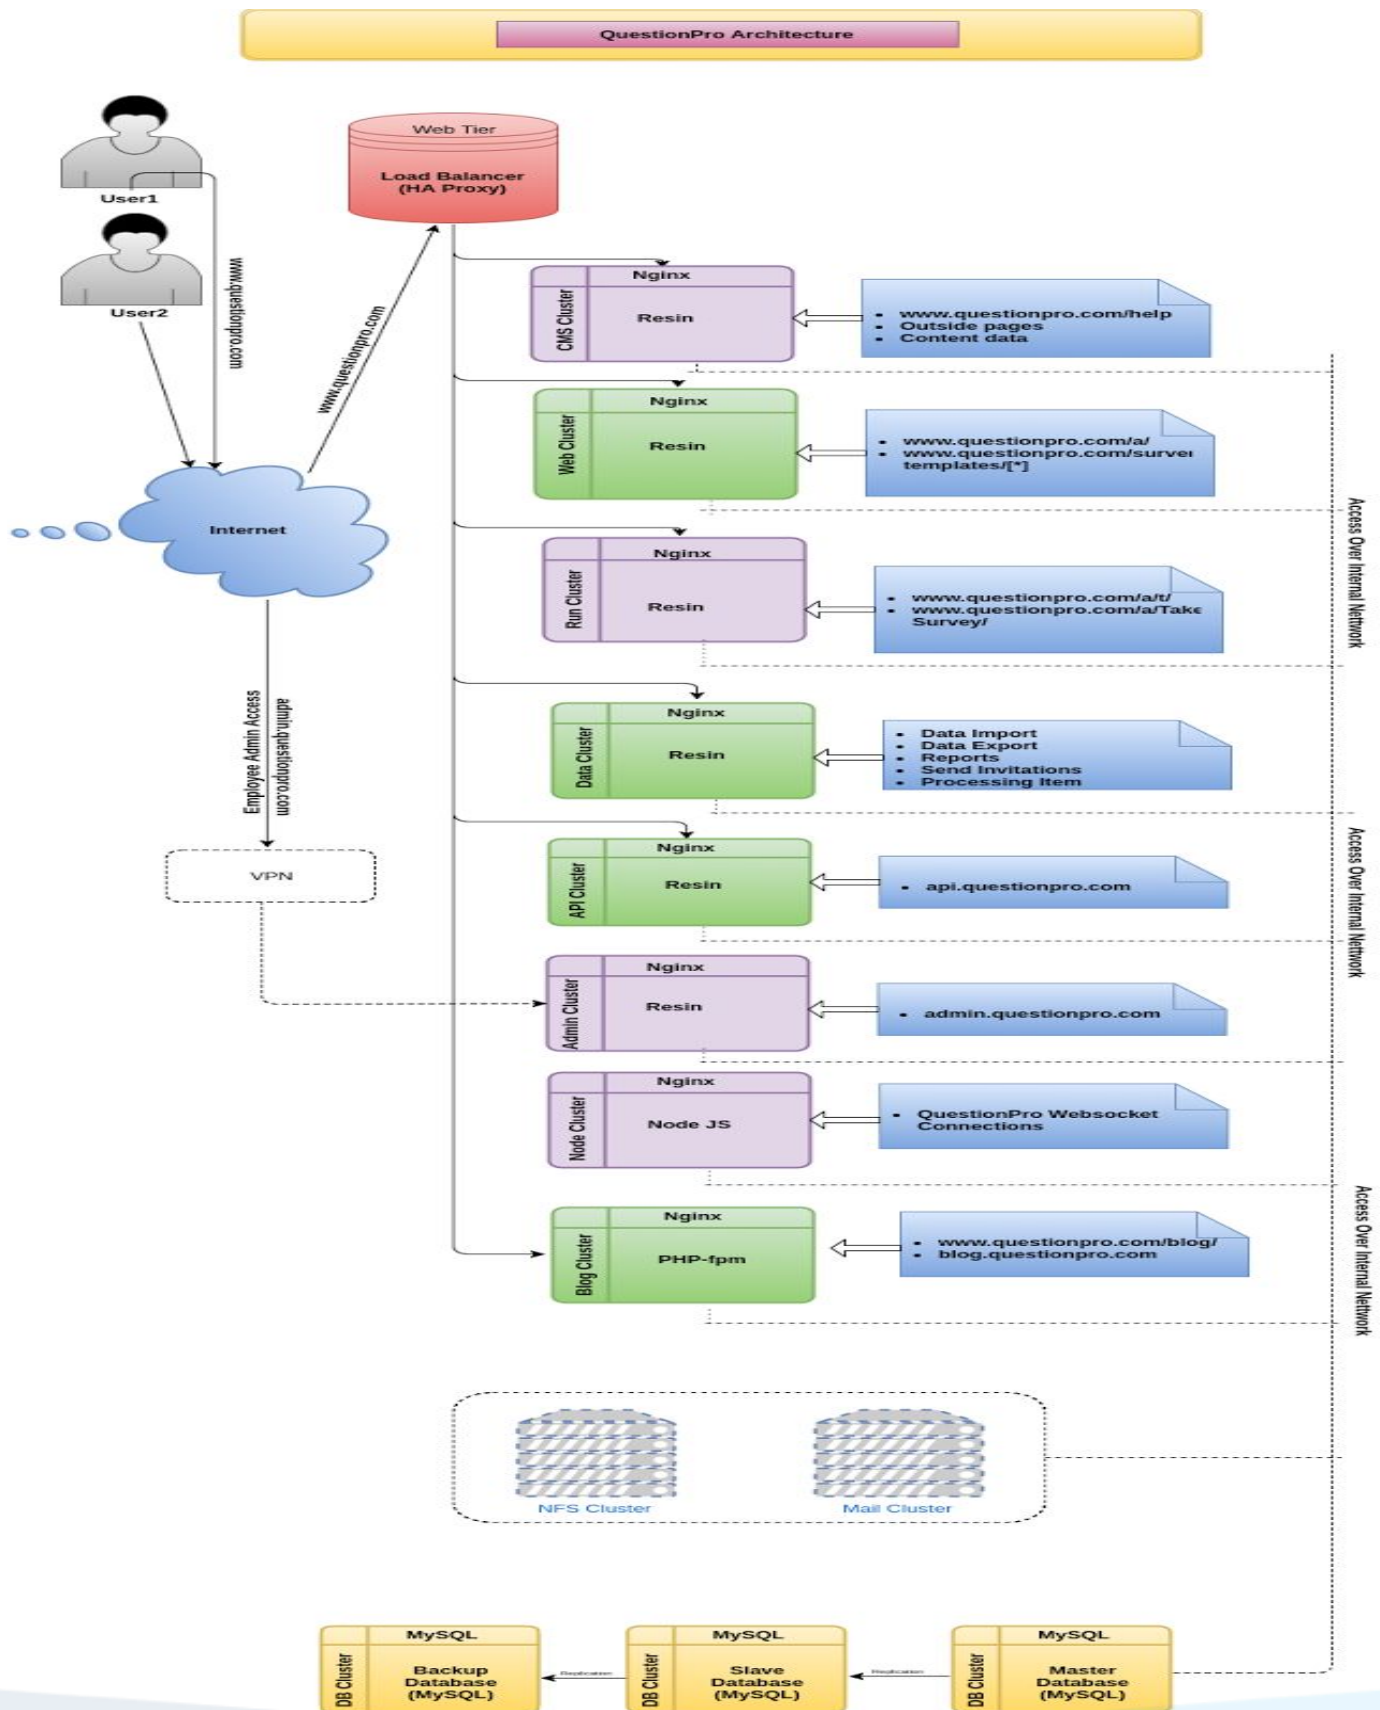 QuestionPro Architecture
Web Tier
Load Balancer
(HA Proxy)
User1
User2
www.questionpro.com
www.questionpro.com
Internet
Employee Admin Access
admin.questionpro.com
VPN
Nginx
CMS Cluster
Resin
• www.questionpro.com/help
• Outside pages
• Content data
Nginx
Web Cluster
Resin
• www.questionpro.com/a/
• www.questionpro.com/survey
templates/[*]
Access Over Internal Nettwork
Nginx
Run Cluster
Resin
• www.questionpro.com/a/t/
• www.questionpro.com/a/Take
Survey/
Nginx
Data Cluster
Resin
• Data Import
• Data Export
• Reports
• Send Invitations
• Processing Item
Nginx
API Cluster
Resin
• api.questionpro.com
Access Over Internal Nettwork
Nginx
Admin Cluster
Resin
• admin.questionpro.com
Nginx
Node Cluster
Node JS
• QuestionPro Websocket
Connections
Nginx
Blog Cluster
PHP-fpm
• www.questionpro.com/blog/
• blog.questionpro.com
Access Over Internal Nettwork
NFS Cluster
Mail Cluster
MySQL
DB Cluster
Backup
Database
(MySQL)
Replication
MySQL
DB Cluster
Slave
Database
(MySQL)
Replication
MySQL
DB Cluster
Master
Database
(MySQL)